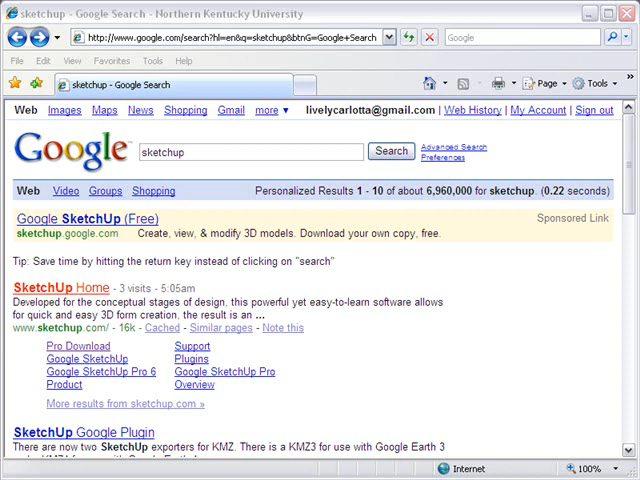 sketchup - Google Search - Northern Kentucky University
http://www.google.com/search?hl=en&q=sketchup&btnG=Google+Search
Google
File Edit View Favorites Tools Help
sketchup - Google Search
Page Tools
Web Images Maps News Shopping Gmail more ▼ livelycarlotta@gmail.com | Web History | My Account | Sign out
Google
sketchup
Search
Advanced Search
Preferences
Web Video Groups Shopping Personalized Results 1 - 10 of about 6,960,000 for sketchup. (0.22 seconds)
Google SketchUp (Free) Sponsored Link
sketchup.google.com Create, view, & modify 3D models. Download your own copy, free.
Tip: Save time by hitting the return key instead of clicking on "search"
SketchUp Home - 3 visits - 5:05am
Developed for the conceptual stages of design, this powerful yet easy-to-learn software allows
for quick and easy 3D form creation, the result is an ...
www.sketchup.com/ - 16k - Cached - Similar pages - Note this
Pro Download Support
Google SketchUp Plugins
Google SketchUp Pro 6 Google SketchUp Pro
Product Overview
More results from sketchup.com »
SketchUp Google Plugin
There are now two SketchUp exporters for KMZ. There is a KMZ3 for use with Google Earth 3
Internet 100%